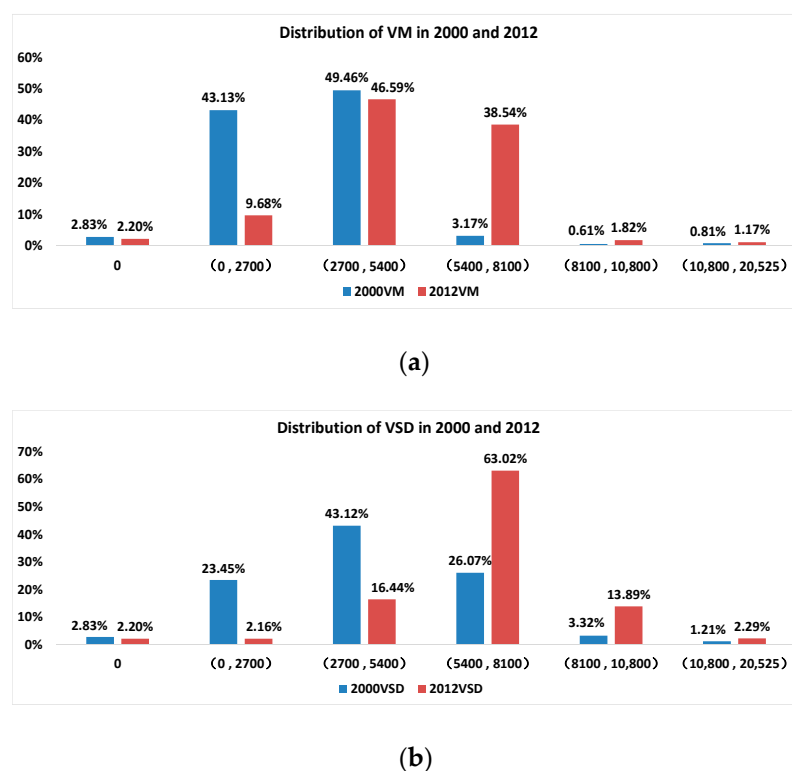 Distribution of VM in 2000 and 2012
60%
50%
40%
30%
20%
10%
0%
2.83% 2.20% 43.13% 9.68% 49.46% 46.59% 3.17% 38.54% 0.61% 1.82% 0.81% 1.17%
0 （0 , 2700） （2700 , 5400） （5400 , 8100） （8100 , 10,800） （10,800 , 20,525）
2000VM 2012VM
(a)
Distribution of VSD in 2000 and 2012
70%
60%
50%
40%
30%
20%
10%
0%
2.83% 2.20% 23.45% 2.16% 43.12% 16.44% 26.07% 63.02% 3.32% 13.89% 1.21% 2.29%
0 （0 , 2700） （2700 , 5400） （5400 , 8100） （8100 , 10,800） （10,800 , 20,525）
2000VSD 2012VSD
(b)